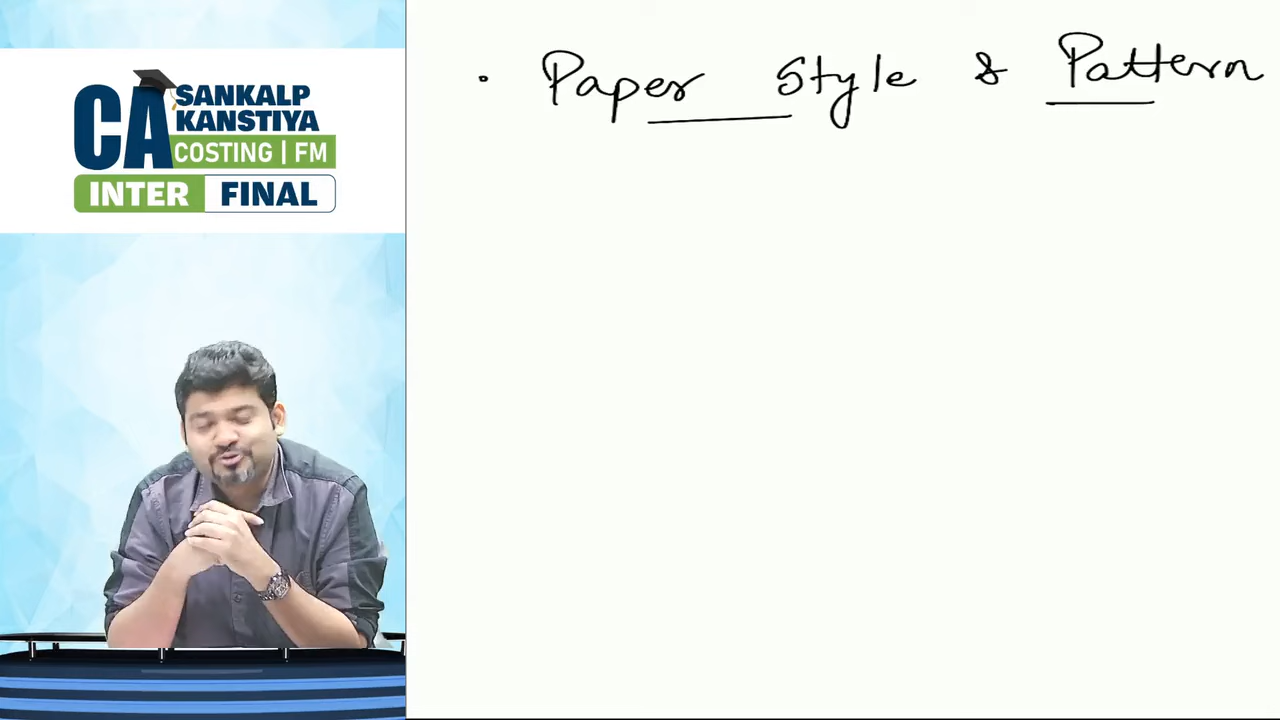 CA
SANKALP
KANSTIYA
COSTING | FM
INTER FINAL
• Paper Style & Pattern